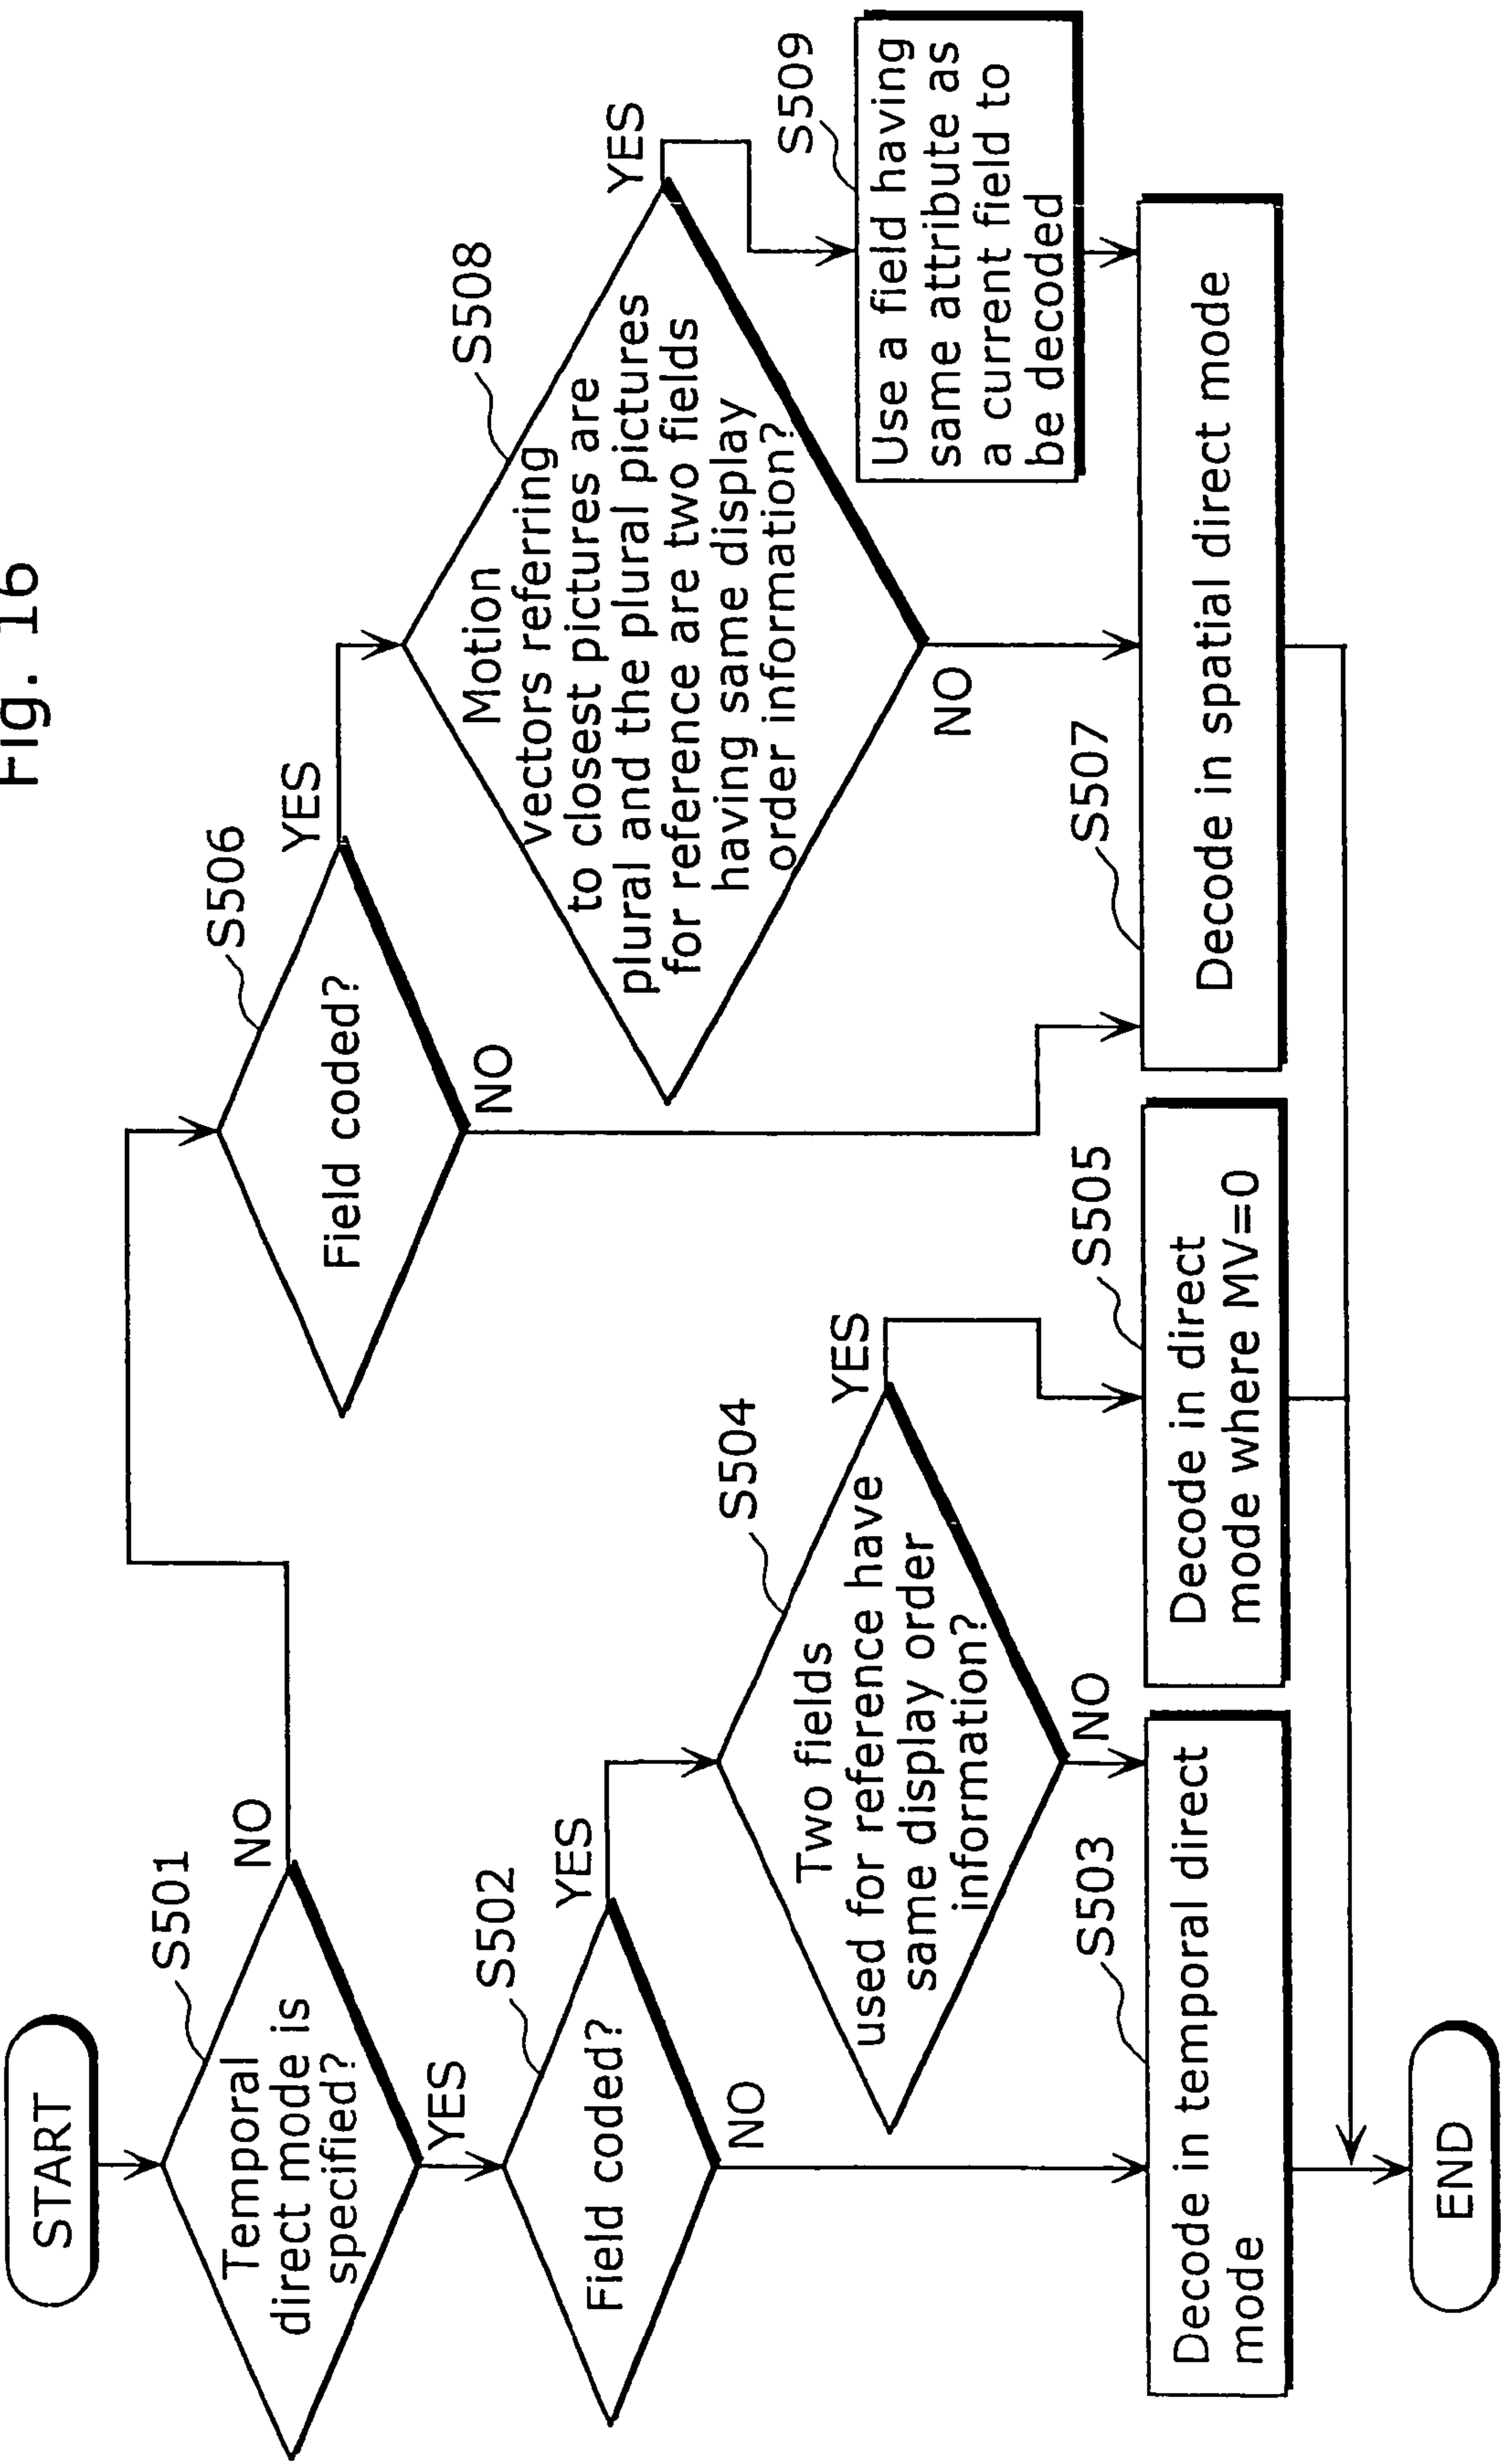 Fig. 16
START
S501
Temporal
direct mode is
specified?
NO
YES
S502
Field coded?
YES
NO
S504
Two fields
used for reference have
same display order
information?
YES
NO
S503
Decode in temporal direct
mode
S505
Decode in direct
mode where MV=0
S506
Field coded?
YES
NO
S508
Motion
vectors referring
to closest pictures are
plural and the plural pictures
for reference are two fields
having same display
order information?
YES
NO
S509
Use a field having
same attribute as
a current field to
be decoded
S507
Decode in spatial direct mode
END